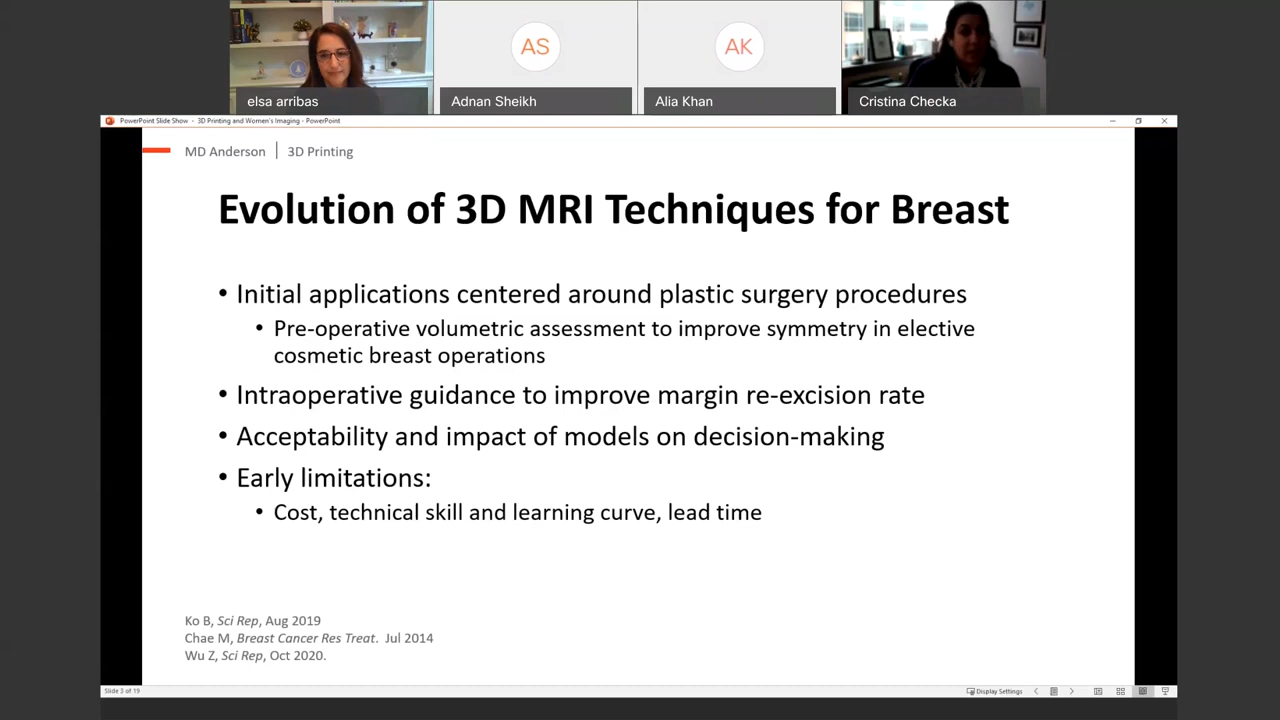 AS
AK
elsa arribas
Adnan Sheikh
Alia Khan
Cristina Checka
PowerPoint Slide Show - 3D Printing and Women's Imaging - PowerPoint
MD Anderson | 3D Printing
Evolution of 3D MRI Techniques for Breast
• Initial applications centered around plastic surgery procedures
• Pre-operative volumetric assessment to improve symmetry in elective
cosmetic breast operations
• Intraoperative guidance to improve margin re-excision rate
• Acceptability and impact of models on decision-making
• Early limitations:
• Cost, technical skill and learning curve, lead time
Ko B, Sci Rep, Aug 2019
Chae M, Breast Cancer Res Treat. Jul 2014
Wu Z, Sci Rep, Oct 2020.
Slide 3 of 19
Display Settings